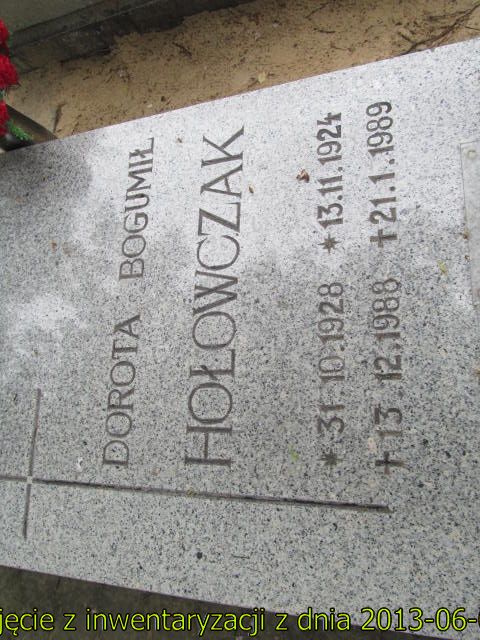 DOROTA BOGUMIŁ
HOŁOWCZAK
*31.10.1928 *13.11.1924
+13.12.1988 +21.1.1989
jęcie z inwentaryzacji z dnia 2013-06-